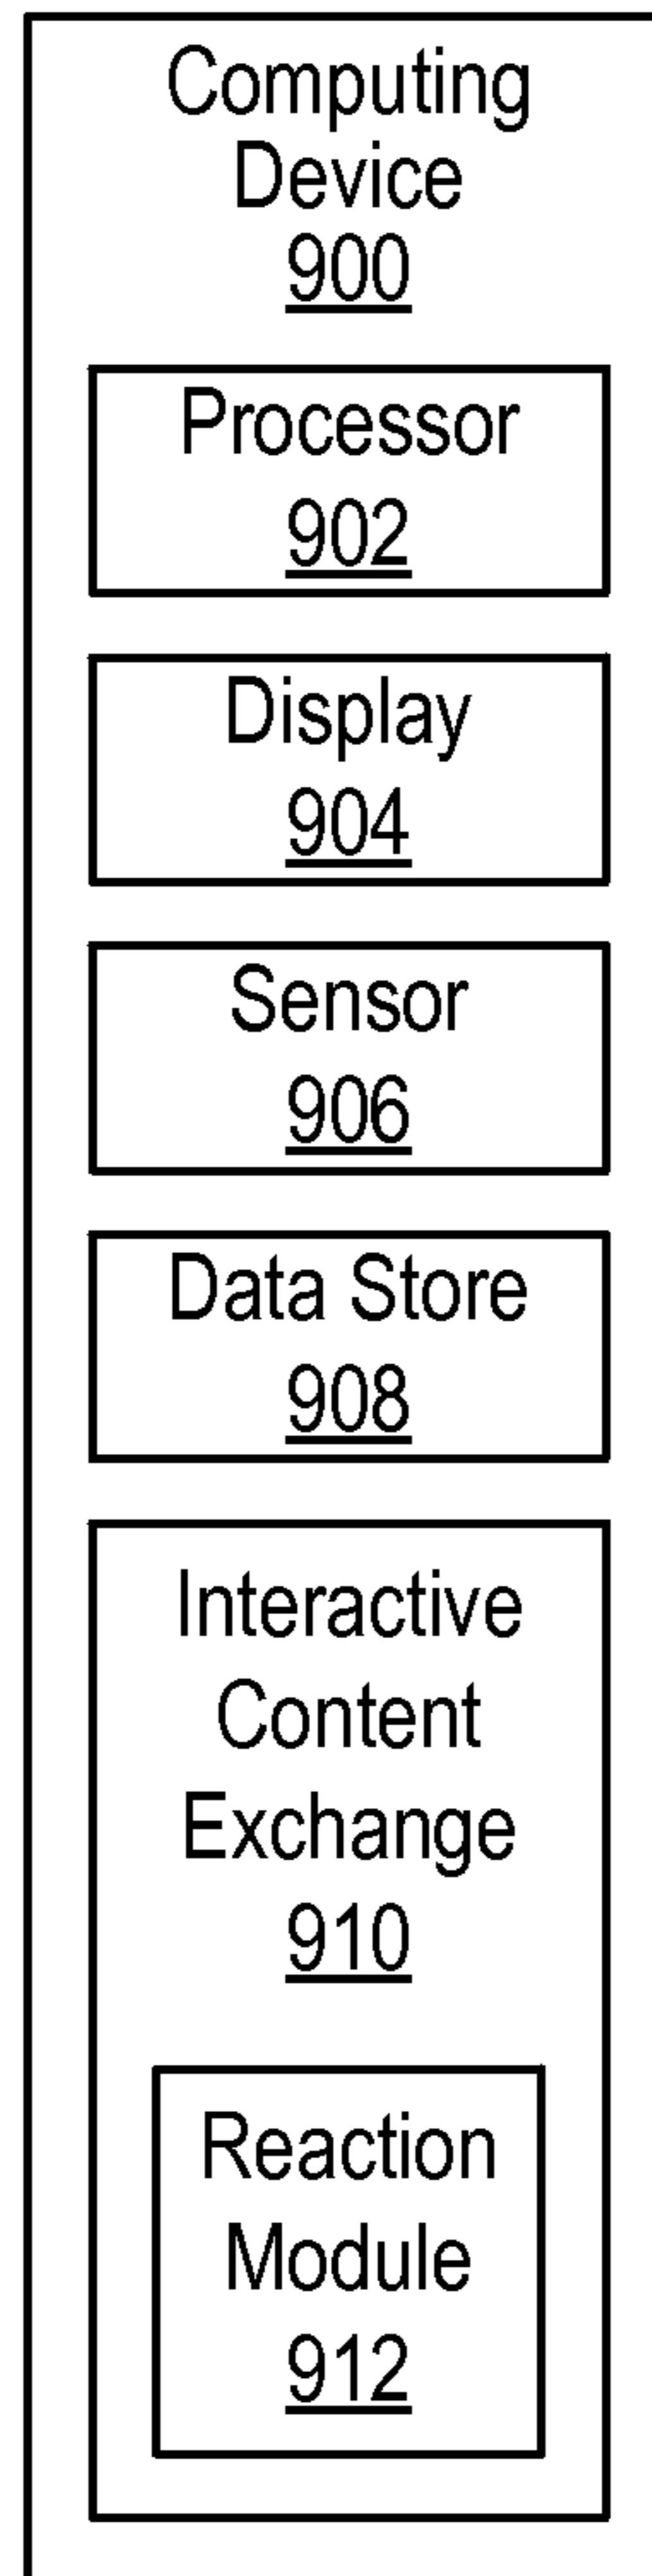 Computing
Device
900
Processor
902
Display
904
Sensor
906
Data Store
908
Interactive
Content
Exchange
910
Reaction
Module
912